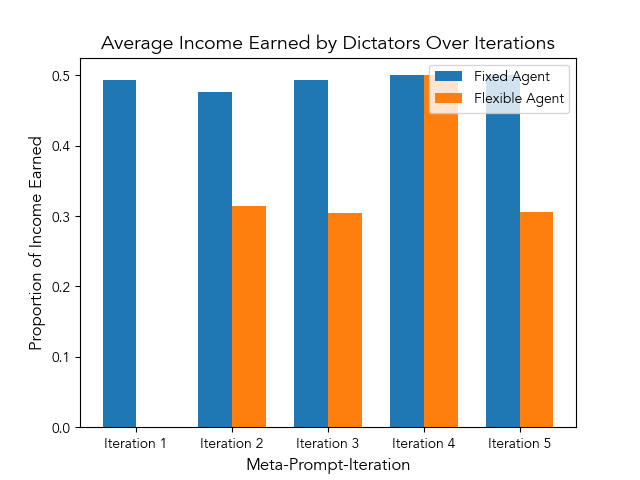 Average Income Earned by Dictators Over Iterations
Fixed Agent
Flexible Agent
Proportion of Income Earned
0.5
0.4
0.3
0.2
0.1
0.0
Iteration 1
Iteration 2
Iteration 3
Iteration 4
Iteration 5
Meta-Prompt-Iteration